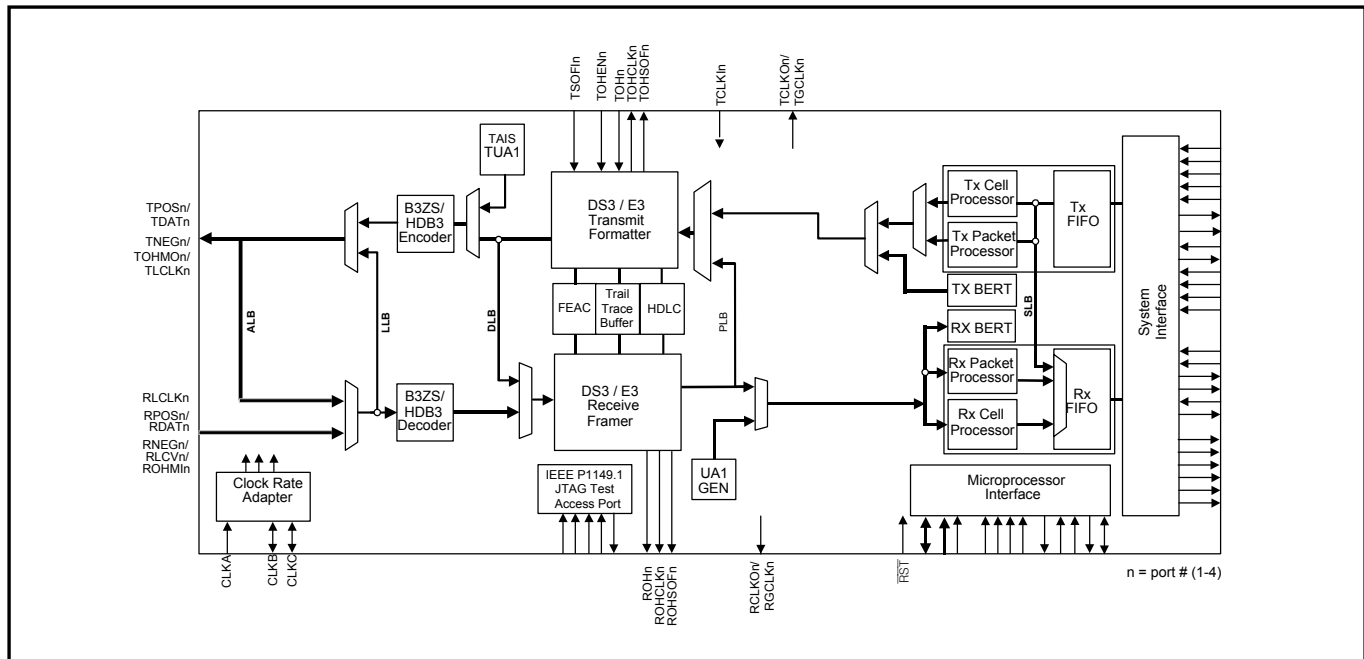 TSOFIn
TOHENn
TOHn
TOHCLKn
TOHSOFn
TCLKIn
TCLKOn/
TGCLKn
TAIS
TUA1
TPOSn/
TDATn
TNEGn/
TOHMOn/
TLCLKn
B3ZS/
HDB3
Encoder
DS3 / E3
Transmit
Formatter
Tx Cell
Processor
Tx Packet
Processor
Tx
FIFO
TX BERT
RX BERT
FEAC
Trail
Trace
Buffer
HDLC
ALB
LLB
DLB
PLB
SLB
System
Interface
RLCLKn
RPOSn/
RDATn
RNEGn/
RLCVn/
ROHMIn
B3ZS/
HDB3
Decoder
DS3 / E3
Receive
Framer
Rx Packet
Processor
Rx Cell
Processor
Rx
FIFO
UA1
GEN
Clock Rate
Adapter
IEEE P1149.1
JTAG Test
Access Port
Microprocessor
Interface
CLKA
CLKB
CLKC
ROHn
ROHCLKn
ROHSOFn
RCLKOn/
RGCLKn
RST
n = port # (1-4)